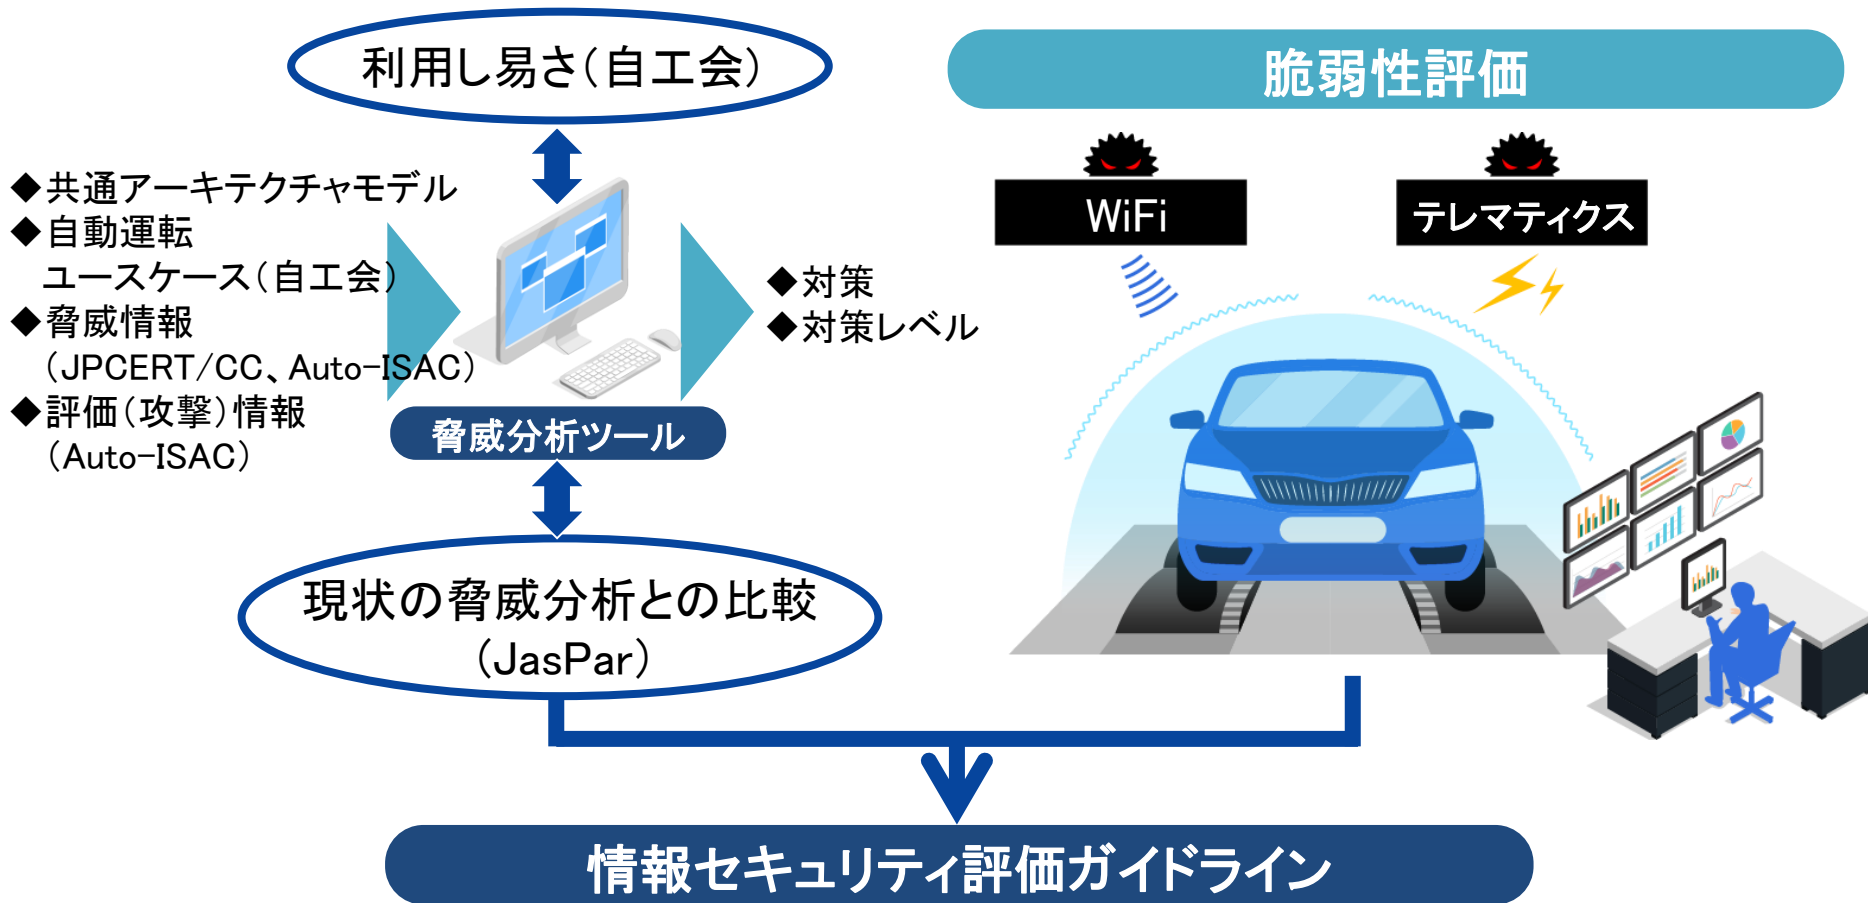 利用し易さ（自工会）
◆共通アーキテクチャモデル
◆自動運転
ユースケース（自工会）
◆脅威情報
（JPCERT/CC、Auto-ISAC）
◆評価（攻撃）情報
（Auto-ISAC）
◆対策
◆対策レベル
脅威分析ツール
現状の脅威分析との比較
（JasPar）
脆弱性評価
WiFi
テレマティクス
情報セキュリティ評価ガイドライン